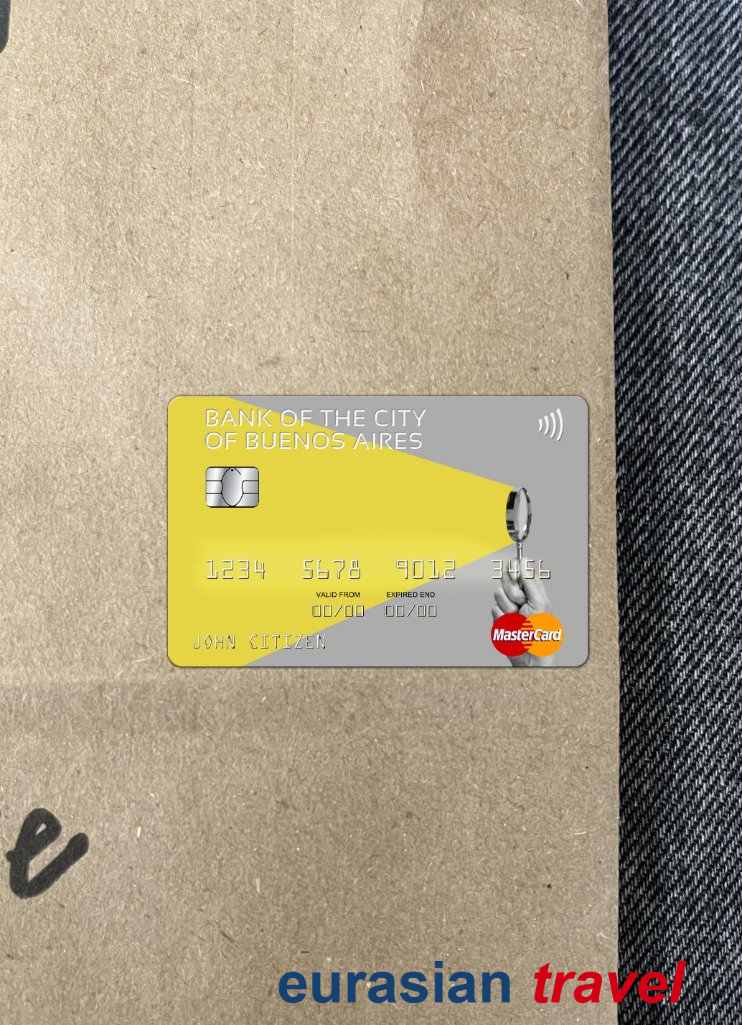 BANK OF THE CITY
OF BUENOS AIRES
1234 5678 9012 3456
VALID FROM EXPIRED END
00/00 00/00
JOHN CITIZEN
MasterCard
e
eurasian travel